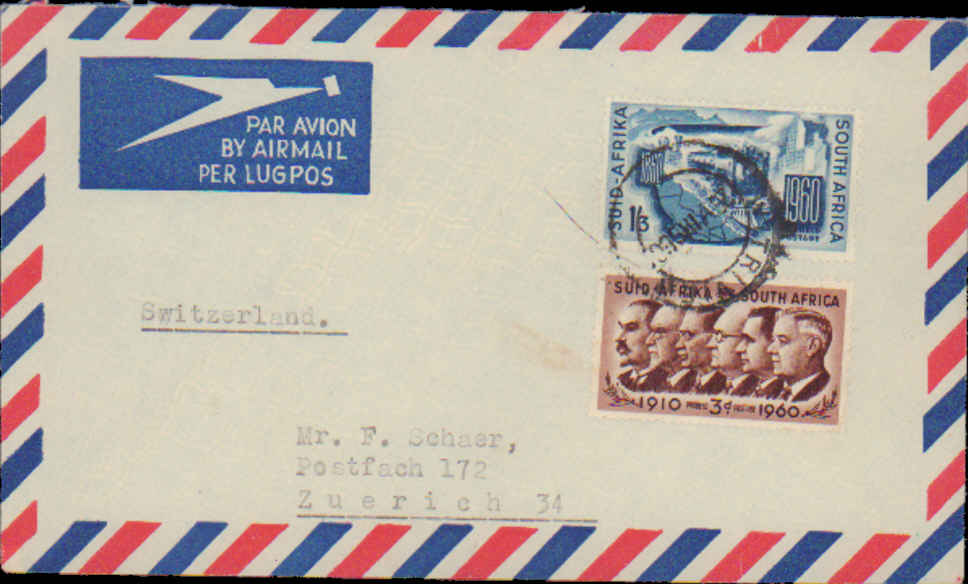 PAR AVION
BY AIRMAIL
PER LUGPOS
SUID-AFRIKA
SOUTH AFRICA
1860
1960
1/3
POSTAGE
SUID-AFRIKA
SOUTH AFRICA
1910 3d 1960
Switzerland.
Mr. F. Schaer,
Postfach 172
Zuerich 34